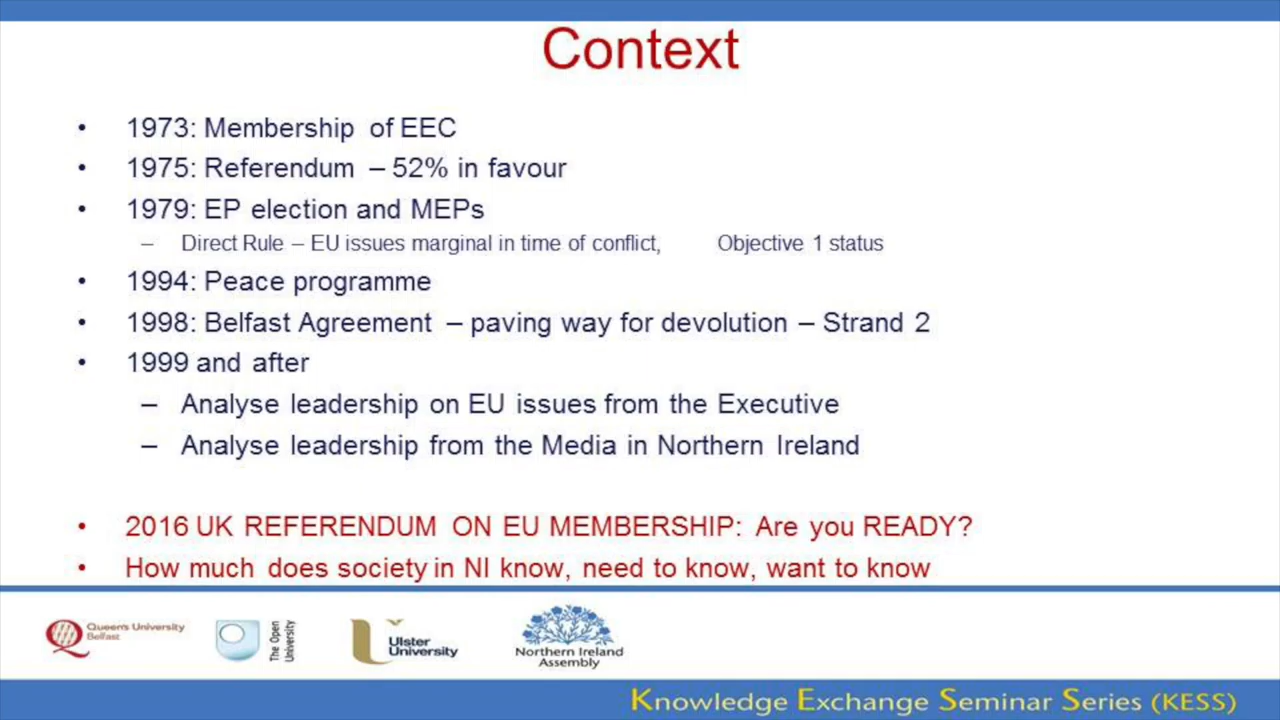 Context
• 1973: Membership of EEC
• 1975: Referendum – 52% in favour
• 1979: EP election and MEPs
– Direct Rule – EU issues marginal in time of conflict, Objective 1 status
• 1994: Peace programme
• 1998: Belfast Agreement – paving way for devolution – Strand 2
• 1999 and after
– Analyse leadership on EU issues from the Executive
– Analyse leadership from the Media in Northern Ireland
• 2016 UK REFERENDUM ON EU MEMBERSHIP: Are you READY?
• How much does society in NI know, need to know, want to know
Queen's University
Belfast
The Open
University
Ulster
University
Northern Ireland
Assembly
Knowledge Exchange Seminar Series (KESS)